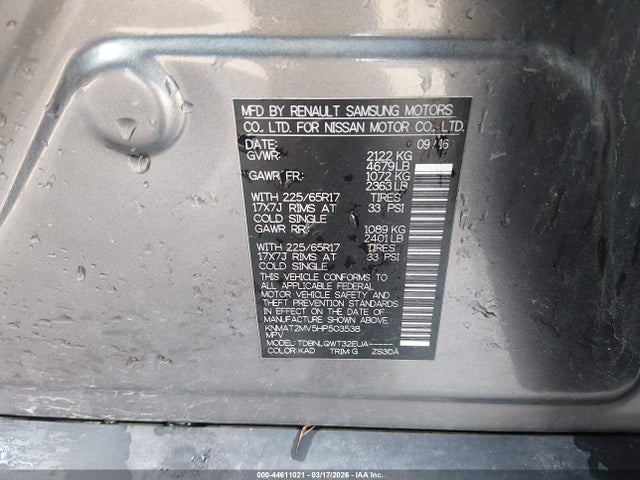 MFD BY RENAULT SAMSUNG MOTORS
CO., LTD. FOR NISSAN MOTOR CO., LTD.
DATE: 09/16
GVWR: 2122 KG
4679 LB
GAWR FR: 1072 KG
2363 LB
WITH 225/65R17 TIRES
17X7J RIMS AT 33 PSI
COLD SINGLE
GAWR RR: 1089 KG
2401 LB
WITH 225/65R17 TIRES
17X7J RIMS AT 33 PSI
COLD SINGLE
THIS VEHICLE CONFORMS TO
ALL APPLICABLE FEDERAL
MOTOR VEHICLE SAFETY AND
THEFT PREVENTION STANDARDS
IN EFFECT ON THE DATE OF
MANUFACTURE SHOWN ABOVE.
KNMAT2MV5HP503538
MPV
MODEL: TDBNLQWT32EUA------
COLOR: KAD TRIM: G ZS30A
000-44611021 | 03/17/2026 | IAA Inc.